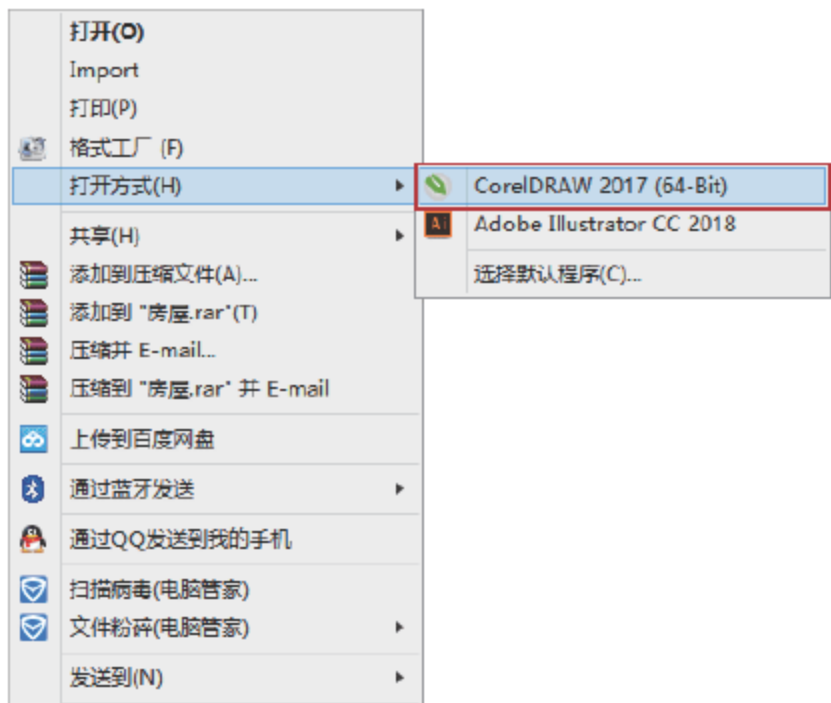 打开(O)
Import
打印(P)
格式工厂 (F)
打开方式(H)
CorelDRAW 2017 (64-Bit)
Adobe Illustrator CC 2018
选择默认程序(C)...
共享(H)
添加到压缩文件(A)...
添加到 "房屋.rar"(T)
压缩并 E-mail...
压缩到 "房屋.rar" 并 E-mail
上传到百度网盘
通过蓝牙发送
通过QQ发送到我的手机
扫描病毒(电脑管家)
文件粉碎(电脑管家)
发送到(N)